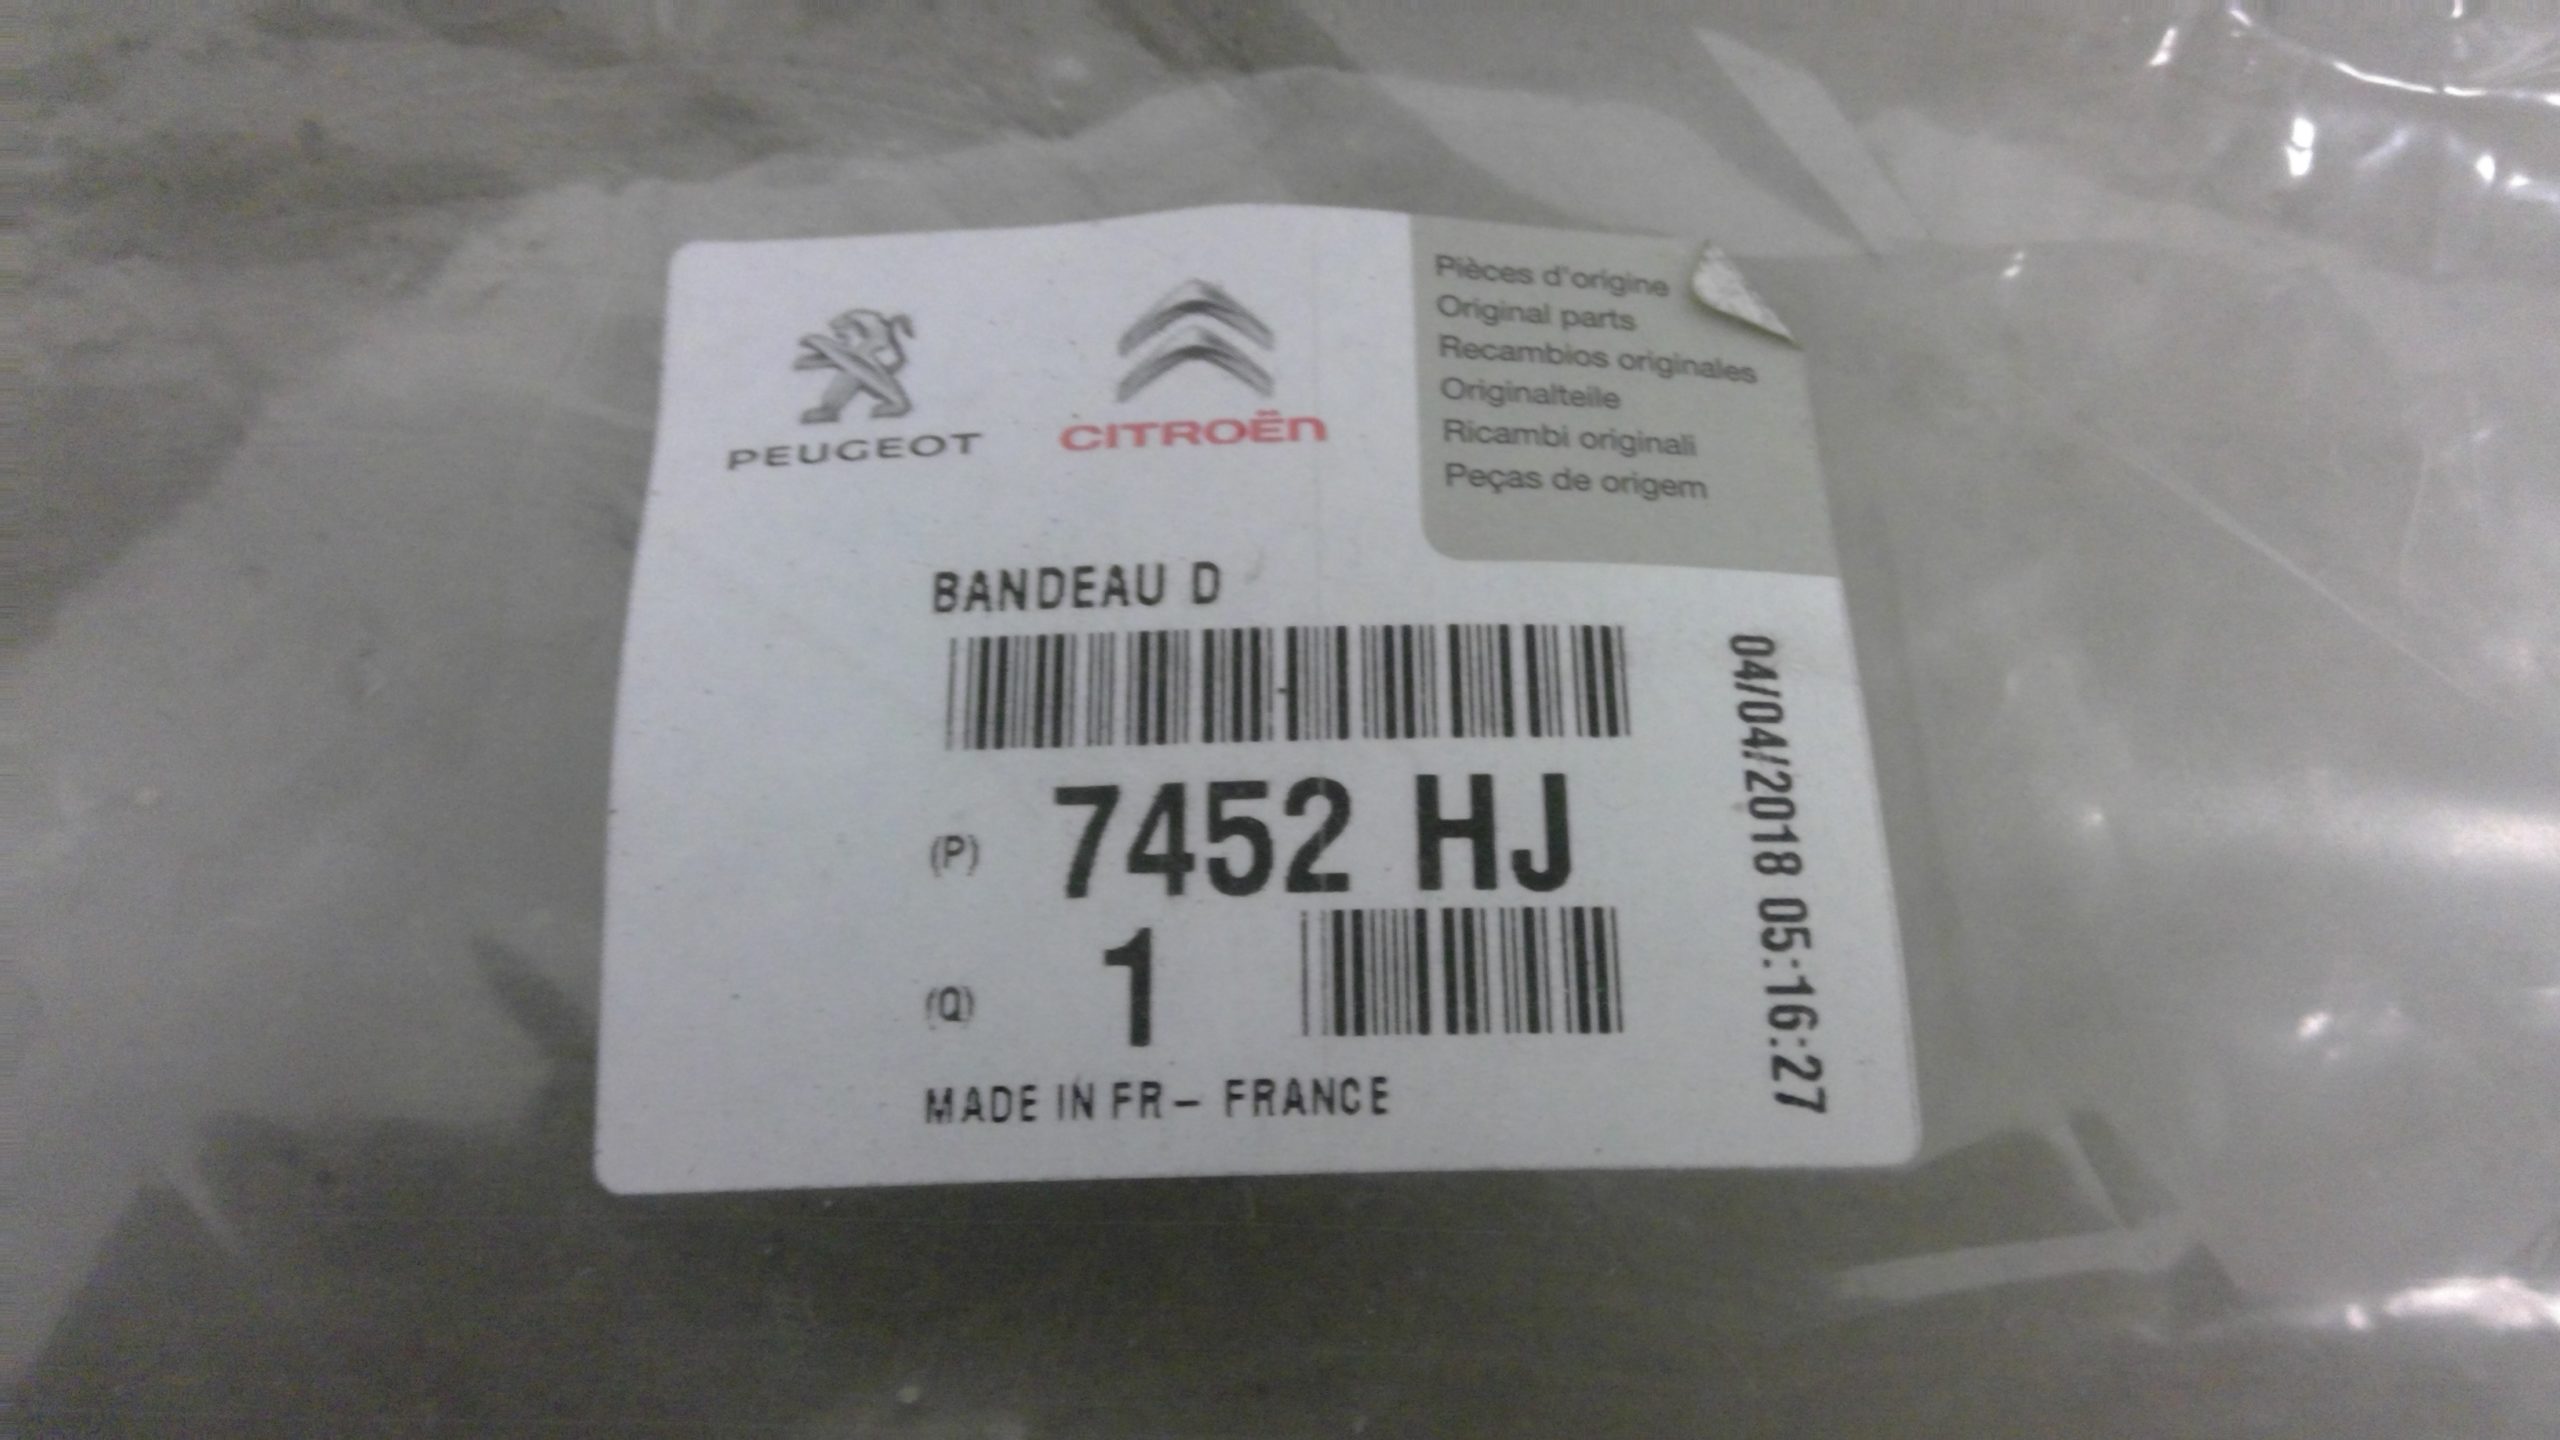 PEUGEOT
CITROËN
Pièces d'origine
Original parts
Recambios originales
Originalteile
Ricambi originali
Peças de origem
BANDEAU D
(P) 7452 HJ
(Q) 1
MADE IN FR- FRANCE
04/04/2018 05:16:27